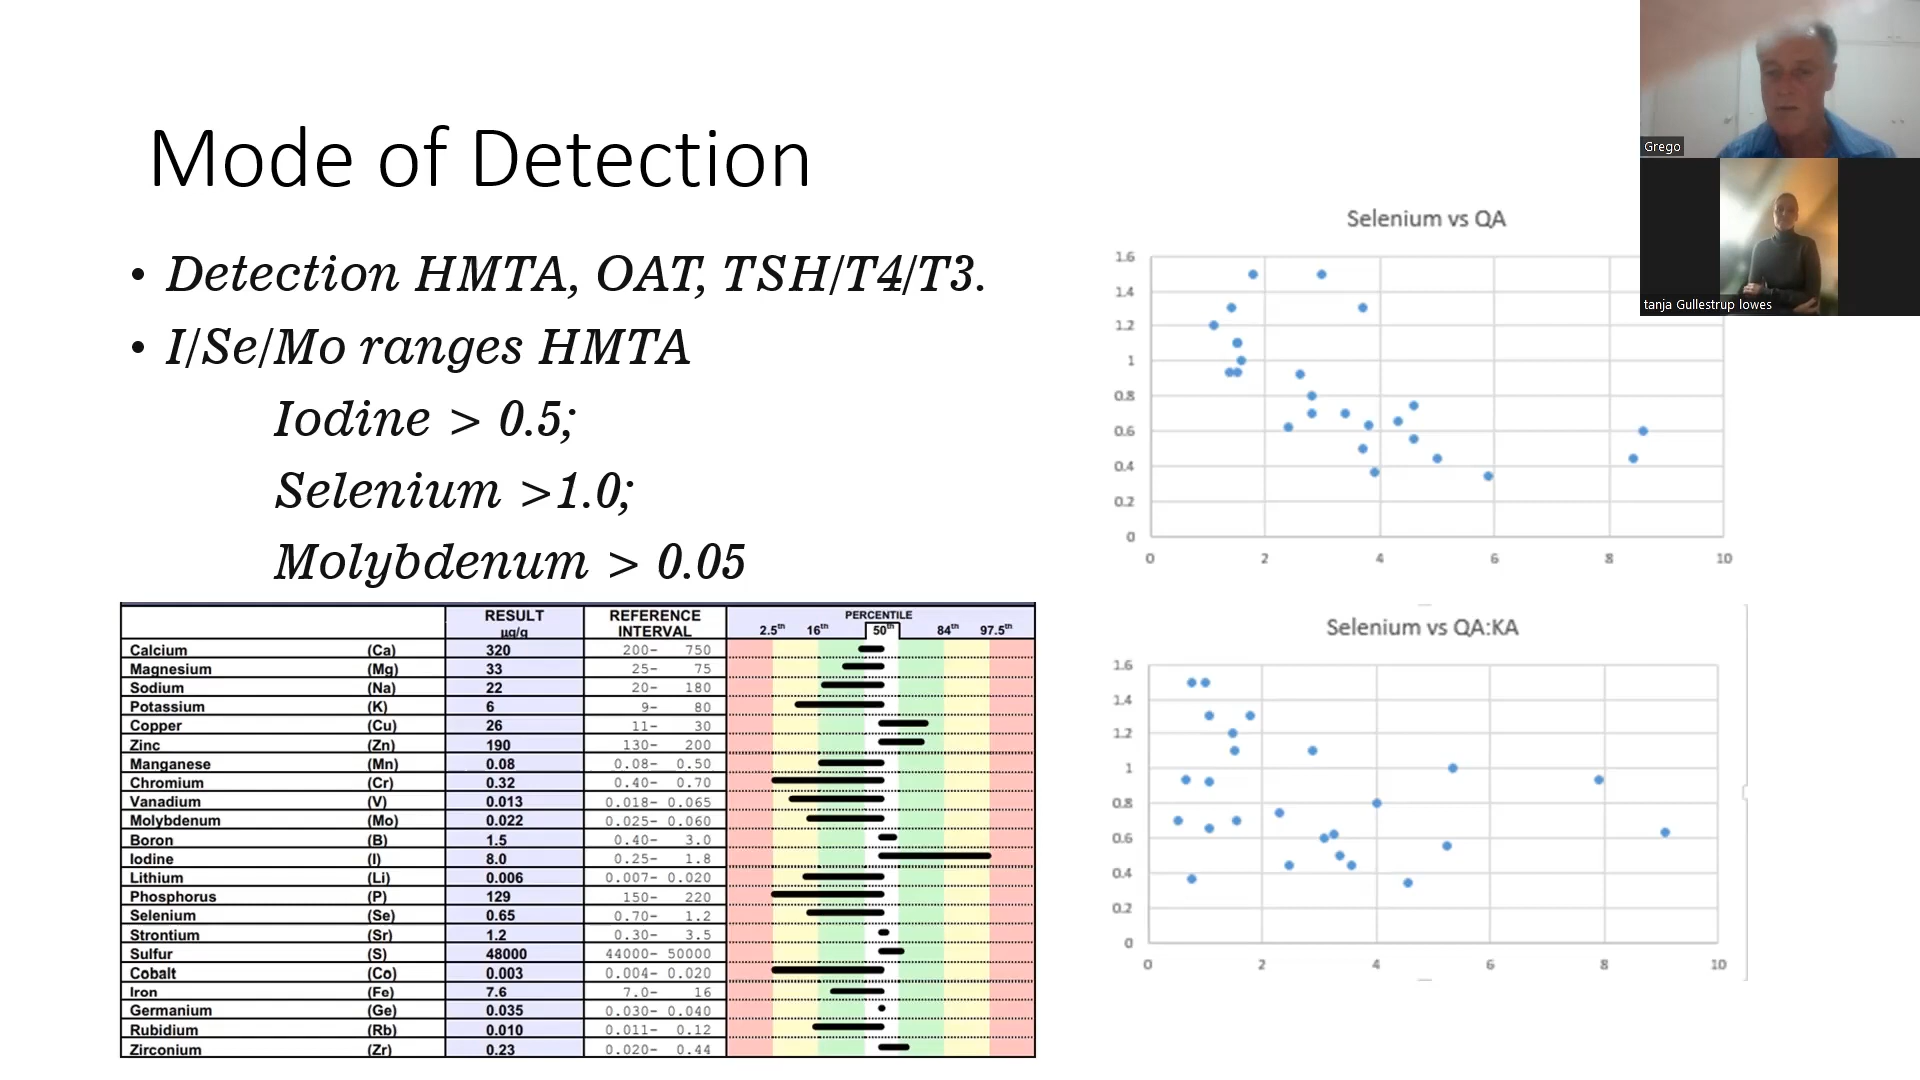 Mode of Detection
• Detection HMTA, OAT, TSH/T4/T3.
• I/Se/Mo ranges HMTA
Iodine > 0.5;
Selenium >1.0;
Molybdenum > 0.05
RESULT REFERENCE PERCENTILE
µg/g INTERVAL 2.5th 16th 50th 84th 97.5th
Calcium (Ca) 320 200- 750
Magnesium (Mg) 33 25- 75
Sodium (Na) 22 20- 180
Potassium (K) 6 9- 80
Copper (Cu) 26 11- 30
Zinc (Zn) 190 130- 200
Manganese (Mn) 0.08 0.08- 0.50
Chromium (Cr) 0.32 0.40- 0.70
Vanadium (V) 0.013 0.018- 0.065
Molybdenum (Mo) 0.022 0.025- 0.060
Boron (B) 1.5 0.40- 3.0
Iodine (I) 8.0 0.25- 1.8
Lithium (Li) 0.006 0.007- 0.020
Phosphorus (P) 129 150- 220
Selenium (Se) 0.65 0.70- 1.2
Strontium (Sr) 1.2 0.30- 3.5
Sulfur (S) 48000 44000- 50000
Cobalt (Co) 0.003 0.004- 0.020
Iron (Fe) 7.6 7.0- 16
Germanium (Ge) 0.035 0.030- 0.040
Rubidium (Rb) 0.010 0.011- 0.12
Zirconium (Zr) 0.23 0.020- 0.44
Selenium vs QA
1.6
1.4
1.2
1
0.8
0.6
0.4
0.2
0
0 2 4 6 8 10
Selenium vs QA:KA
1.6
1.4
1.2
1
0.8
0.6
0.4
0.2
0
0 2 4 6 8 10
Grego
tanja Gullestrup lowes